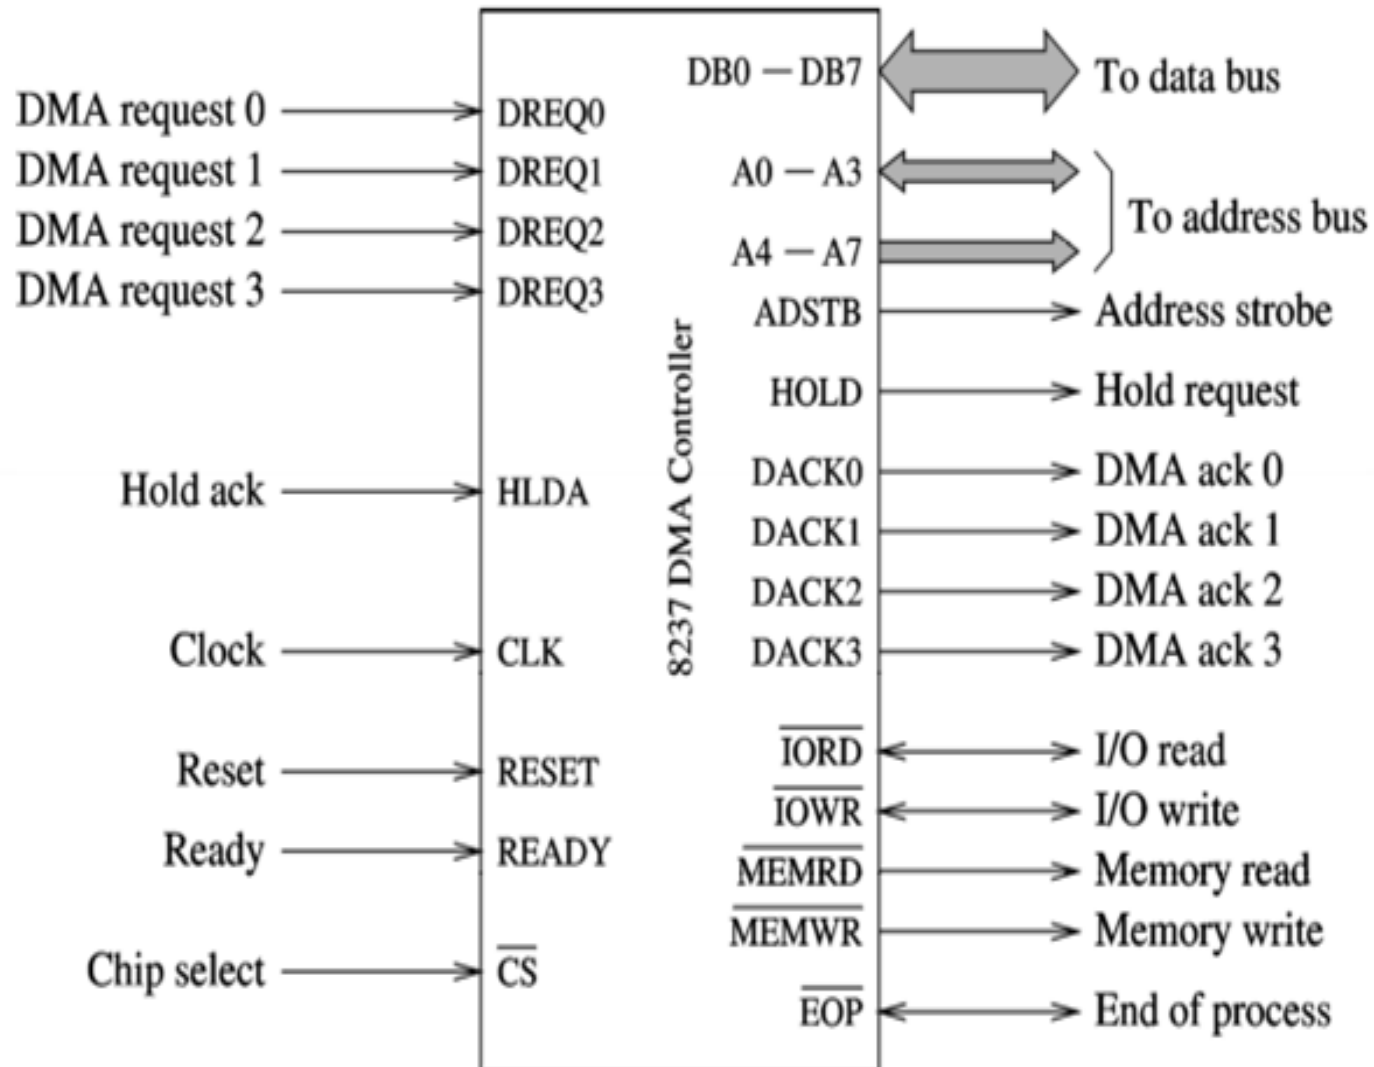 DB0 — DB7 To data bus
DMA request 0 DREQ0
DMA request 1 DREQ1 A0 — A3
To address bus
DMA request 2 DREQ2
A4 — A7
DMA request 3 DREQ3
ADSTB Address strobe
HOLD Hold request
8237 DMA Controller
DACK0 DMA ack 0
Hold ack HLDA
DACK1 DMA ack 1
DACK2 DMA ack 2
Clock CLK DACK3 DMA ack 3
IORD I/O read
Reset RESET
IOWR I/O write
Ready READY
MEMRD Memory read
MEMWR Memory write
Chip select CS
EOP End of process